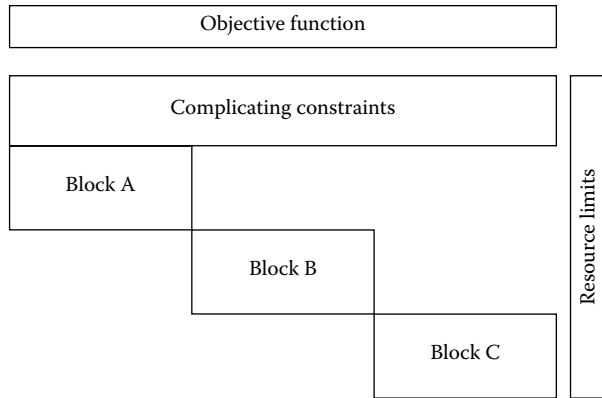 Objective function
Complicating constraints
Block A
Block B
Block C
Resource limits